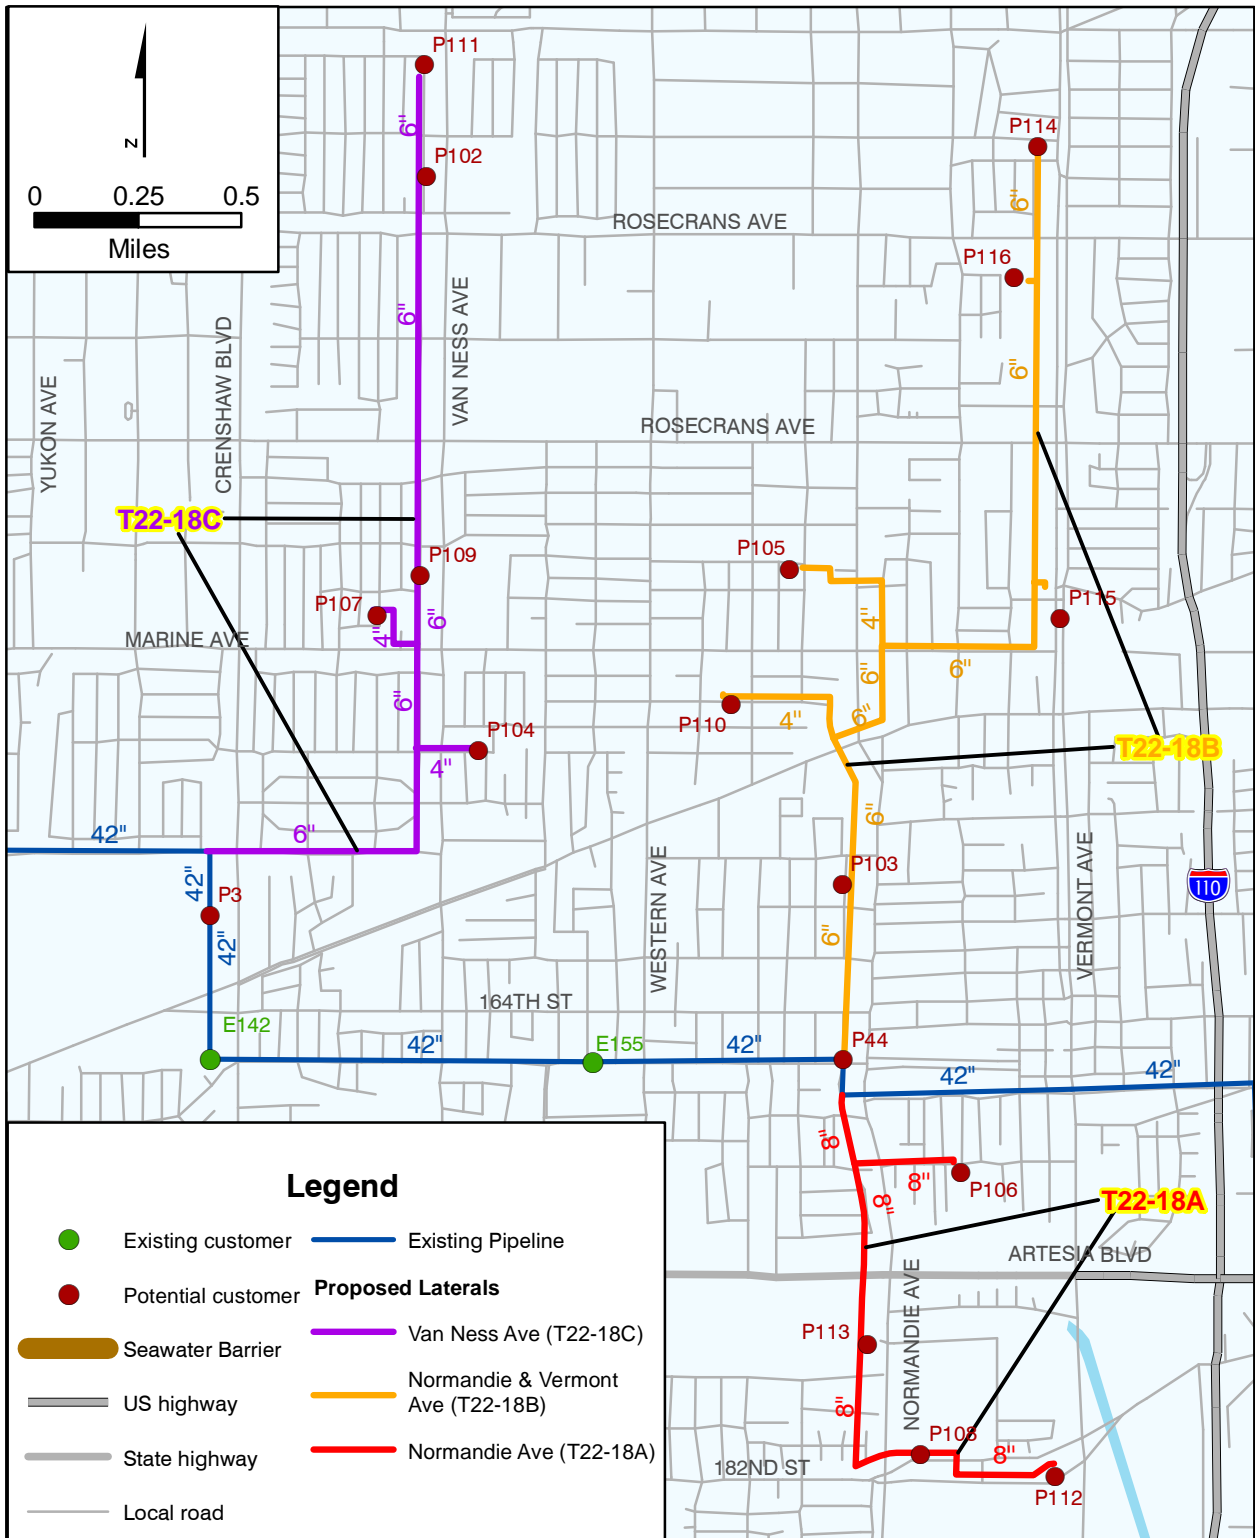 P111
6"
P102
P114
6"
N
0 0.25 0.5
Miles
ROSECRANS AVE
P116
6"
VAN NESS AVE
CRENSHAW BLVD
YUKON AVE
6"
ROSECRANS AVE
T22-18C
P109
P105
P107
4"
6"
4"
P115
MARINE AVE
6"
6"
6"
P110
4"
6"
P104
4"
T22-18B
6"
42"
6"
42"
P3
42"
P103
WESTERN AVE
6"
VERMONT AVE
110
164TH ST
E142
42"
E155
42"
P44
42"
42"
8"
8"
P106
8"
T22-18A
ARTESIA BLVD
NORMANDIE AVE
P113
8"
P108
8"
182ND ST
P112
Legend
Existing customer
Potential customer
Seawater Barrier
US highway
State highway
Local road
Existing Pipeline
Proposed Laterals
Van Ness Ave (T22-18C)
Normandie & Vermont
Ave (T22-18B)
Normandie Ave (T22-18A)